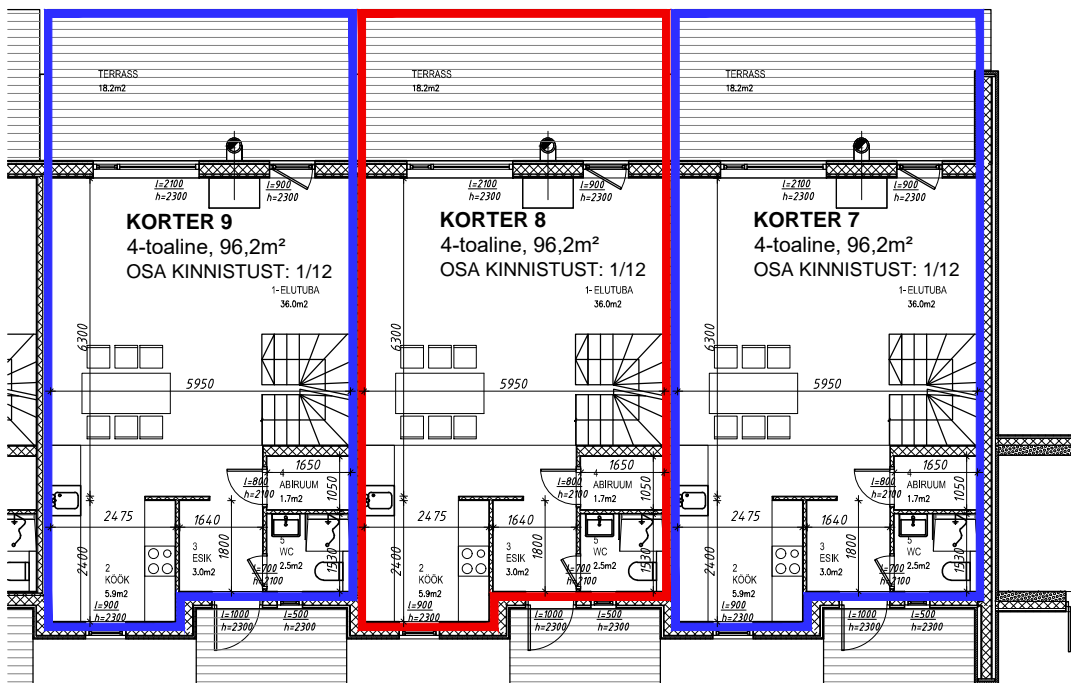 TERRASS
18.2m2
l=2100
h=2300
l=900
h=2300
KORTER 9
4-toaline, 96,2m²
OSA KINNISTUST: 1/12
1-ELUTUBA
36.0m2
6300
5950
1650
4
ABIRUUM
1.7m2
1050
l=800
h=2100
2475
1640
1800
2400
3
ESIK
3.0m2
5
WC
2.5m2
1530
l=700
h=2100
2
KÖÖK
5.9m2
l=900
h=2300
l=1000
h=2300
l=500
h=2300
TERRASS
18.2m2
l=2100
h=2300
l=900
h=2300
KORTER 8
4-toaline, 96,2m²
OSA KINNISTUST: 1/12
1-ELUTUBA
36.0m2
6300
5950
1650
4
ABIRUUM
1.7m2
1050
l=800
h=2100
2475
1640
1800
2400
3
ESIK
3.0m2
5
WC
2.5m2
1530
l=700
h=2100
2
KÖÖK
5.9m2
l=900
h=2300
l=1000
h=2300
l=500
h=2300
TERRASS
18.2m2
l=2100
h=2300
l=900
h=2300
KORTER 7
4-toaline, 96,2m²
OSA KINNISTUST: 1/12
1-ELUTUBA
36.0m2
6300
5950
1650
4
ABIRUUM
1.7m2
1050
l=800
h=2100
2475
1640
1800
2400
3
ESIK
3.0m2
5
WC
2.5m2
1530
l=700
h=2100
2
KÖÖK
5.9m2
l=900
h=2300
l=1000
h=2300
l=500
h=2300